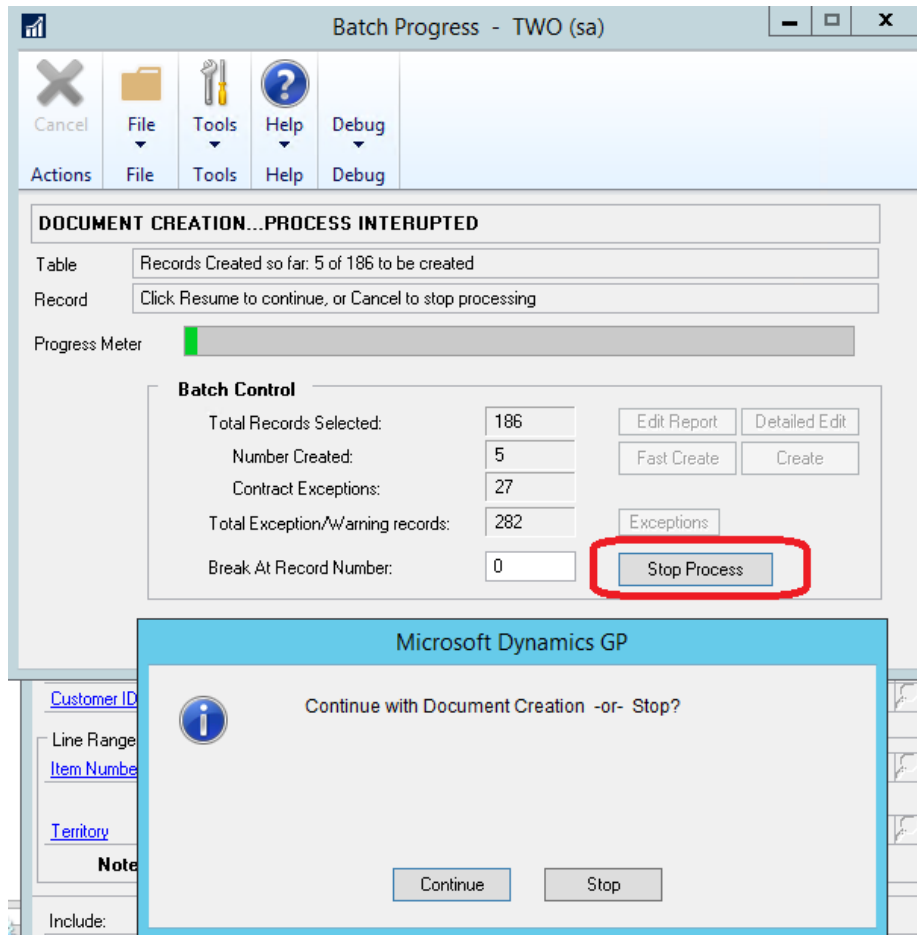 Batch Progress - TWO (sa)
Cancel File Tools Help Debug
Actions File Tools Help Debug
DOCUMENT CREATION...PROCESS INTERUPTED
Table Records Created so far: 5 of 186 to be created
Record Click Resume to continue, or Cancel to stop processing
Progress Meter
Batch Control
Total Records Selected: 186 Edit Report Detailed Edit
Number Created: 5 Fast Create Create
Contract Exceptions: 27
Total Exception/Warning records: 282 Exceptions
Break At Record Number: 0 Stop Process
Microsoft Dynamics GP
Customer ID
Continue with Document Creation -or- Stop?
Line Range
Item Numbe
Territory
Note
Continue Stop
Include: